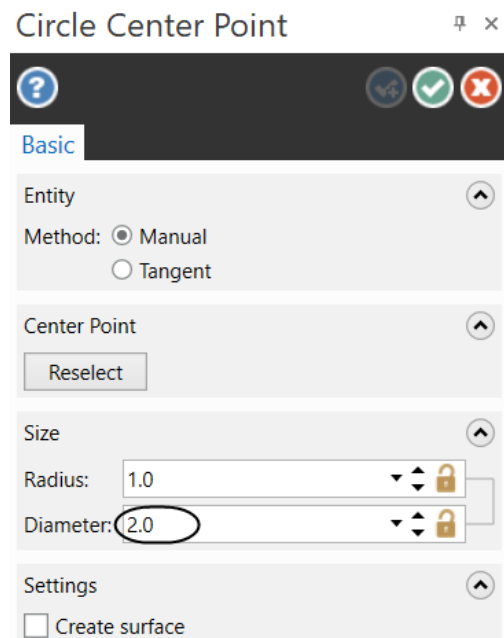 Circle Center Point
?
Basic
Entity
Method: Manual
Tangent
Center Point
Reselect
Size
Radius: 1.0
Diameter: 2.0
Settings
Create surface